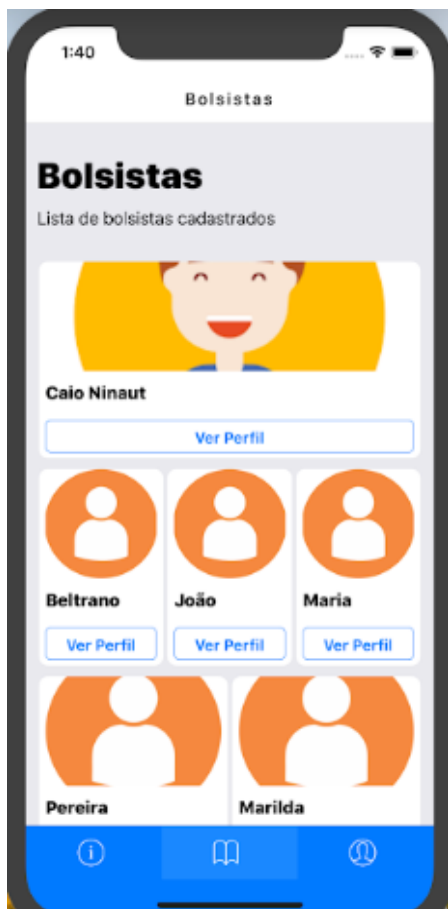 1:40
Bolsistas
Bolsistas
Lista de bolsistas cadastrados
Caio Ninaut
Ver Perfil
Beltrano João Maria
Ver Perfil Ver Perfil Ver Perfil
Pereira Marilda